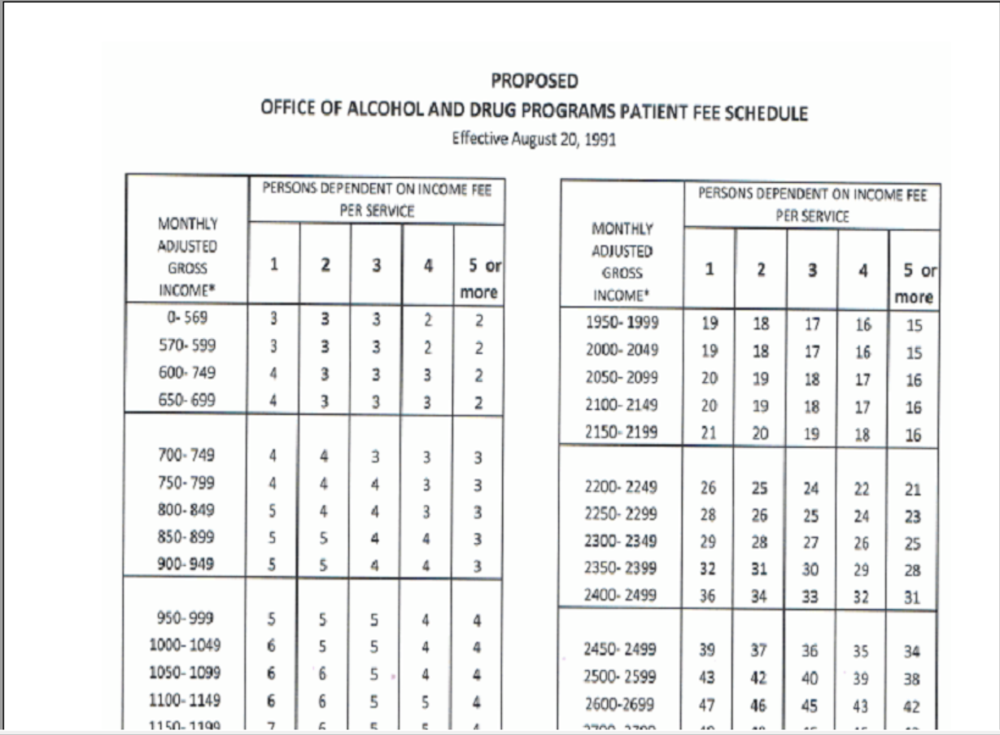 PROPOSED
OFFICE OF ALCOHOL AND DRUG PROGRAMS PATIENT FEE SCHEDULE
Effective August 20, 1991
MONTHLY ADJUSTED GROSS INCOME*
PERSONS DEPENDENT ON INCOME FEE
PER SERVICE
1 2 3 4 5 or more
0- 569 3 3 3 2 2
570- 599 3 3 3 2 2
600- 749 4 3 3 3 2
650- 699 4 3 3 3 2
700- 749 4 4 3 3 3
750- 799 4 4 4 3 3
800- 849 5 4 4 3 3
850- 899 5 5 4 4 3
900- 949 5 5 4 4 3
950- 999 5 5 5 4 4
1000- 1049 6 5 5 4 4
1050- 1099 6 6 5 4 4
1100- 1149 6 6 5 5 4
1150- 1199 7 6 5 5 4
MONTHLY ADJUSTED GROSS INCOME*
PERSONS DEPENDENT ON INCOME FEE
PER SERVICE
1 2 3 4 5 or more
1950- 1999 19 18 17 16 15
2000- 2049 19 18 17 16 15
2050- 2099 20 19 18 17 16
2100- 2149 20 19 18 17 16
2150- 2199 21 20 19 18 16
2200- 2249 26 25 24 22 21
2250- 2299 28 26 25 24 23
2300- 2349 29 28 27 26 25
2350- 2399 32 31 30 29 28
2400- 2499 36 34 33 32 31
2450- 2499 39 37 36 35 34
2500- 2599 43 42 40 39 38
2600-2699 47 46 45 43 42